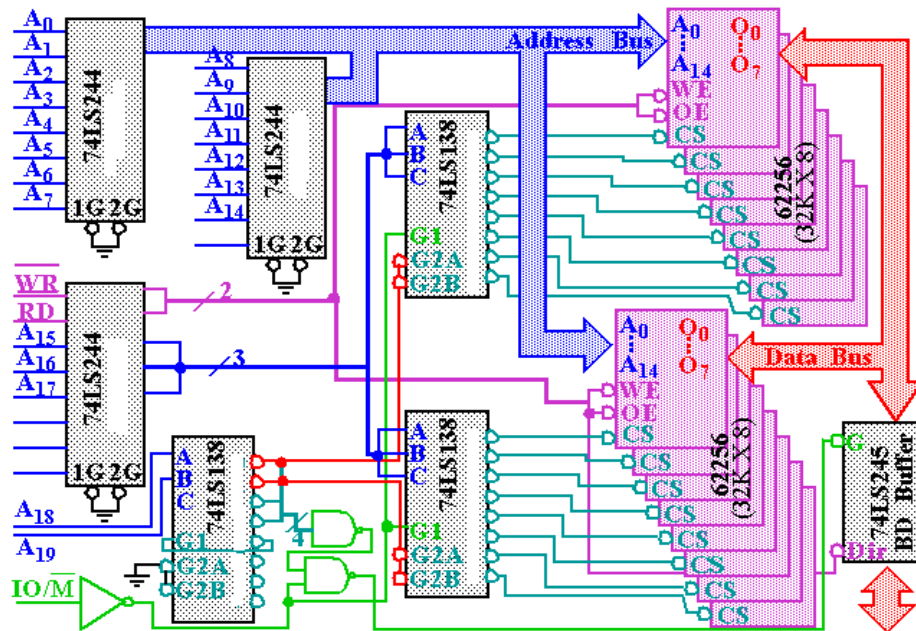 A0
A1
A2
A3
A4
A5
A6
A7
74LS244
1G 2G
A8
A9
A10
A11
A12
A13
A14
74LS244
1G 2G
Address Bus
A0
A14
O0
O7
WE
OE
CS
CS
CS
CS
CS
CS
CS
CS
62256
(32K X 8)
A
B
C
74LS138
G1
G2A
G2B
WR
RD
2
A15
A16
A17
3
74LS244
1G 2G
A0
A14
O0
O7
WE
OE
CS
CS
CS
CS
CS
CS
CS
CS
62256
(32K X 8)
Data Bus
A
B
C
74LS138
G1
G2A
G2B
A
B
C
74LS138
G1
G2A
G2B
4
A18
A19
IO/M
G
74LS245
BD Buffer
Dir